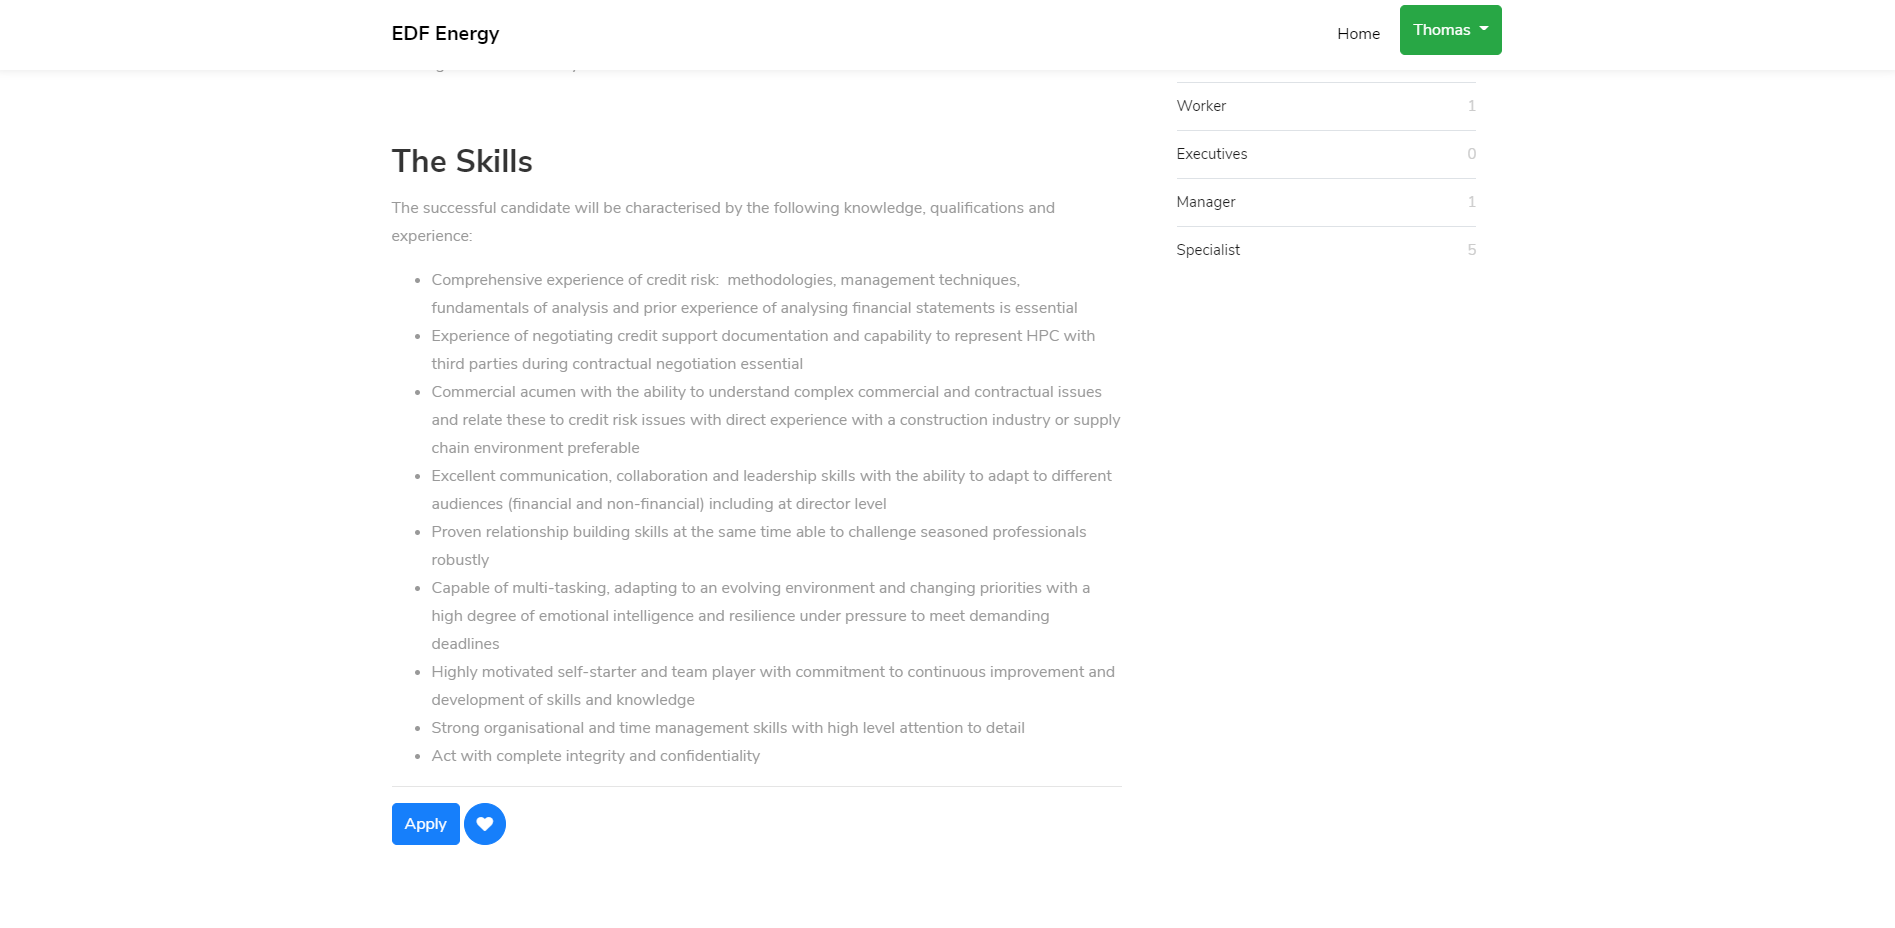 EDF Energy
Home
Thomas
The Skills
The successful candidate will be characterised by the following knowledge, qualifications and
experience:
Comprehensive experience of credit risk:  methodologies, management techniques,
fundamentals of analysis and prior experience of analysing financial statements is essential
Experience of negotiating credit support documentation and capability to represent HPC with
third parties during contractual negotiation essential
Commercial acumen with the ability to understand complex commercial and contractual issues
and relate these to credit risk issues with direct experience with a construction industry or supply
chain environment preferable
Excellent communication, collaboration and leadership skills with the ability to adapt to different
audiences (financial and non-financial) including at director level
Proven relationship building skills at the same time able to challenge seasoned professionals
robustly
Capable of multi-tasking, adapting to an evolving environment and changing priorities with a
high degree of emotional intelligence and resilience under pressure to meet demanding
deadlines
Highly motivated self-starter and team player with commitment to continuous improvement and
development of skills and knowledge
Strong organisational and time management skills with high level attention to detail
Act with complete integrity and confidentiality
Apply
Worker 1
Executives 0
Manager 1
Specialist 5